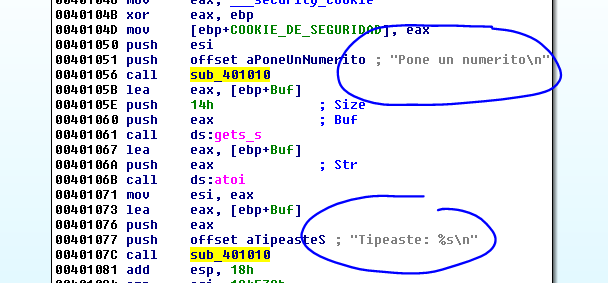 00401048 mov eax, ___security_cookie
0040104B xor eax, ebp
0040104D mov [ebp+COOKIE_DE_SEGURIDAD], eax
00401050 push esi
00401051 push offset aPoneUnNumerito ; "Pone un numerito\n"
00401056 call sub_401010
0040105B lea eax, [ebp+Buf]
0040105E push 14h ; Size
00401060 push eax ; Buf
00401061 call ds:gets_s
00401067 lea eax, [ebp+Buf]
0040106A push eax ; Str
0040106B call ds:atoi
00401071 mov esi, eax
00401073 lea eax, [ebp+Buf]
00401076 push eax
00401077 push offset aTipeasteS ; "Tipeaste: %s\n"
0040107C call sub_401010
00401081 add esp, 18h